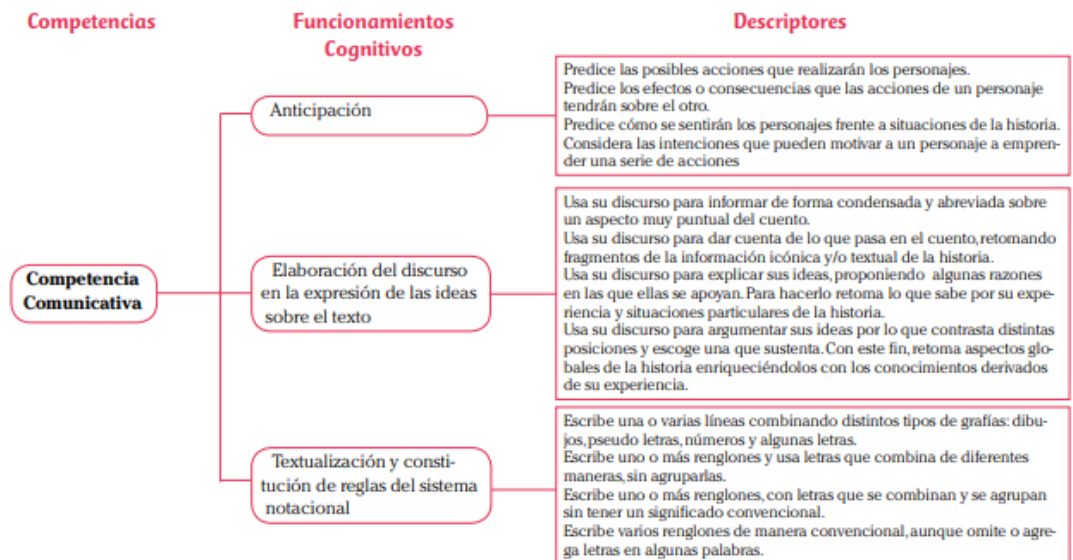 Competencias
Funcionamientos
Cognitivos
Descriptores
Competencia
Comunicativa
Anticipación
Predice las posibles acciones que realizarán los personajes.
Predice los efectos o consecuencias que las acciones de un personaje
tendrán sobre el otro.
Predice cómo se sentirán los personajes frente a situaciones de la historia.
Considera las intenciones que pueden motivar a un personaje a empren-
der una serie de acciones
Elaboración del discurso
en la expresión de las ideas
sobre el texto
Usa su discurso para informar de forma condensada y abreviada sobre
un aspecto muy puntual del cuento.
Usa su discurso para dar cuenta de lo que pasa en el cuento, retomando
fragmentos de la información icónica y/o textual de la historia.
Usa su discurso para explicar sus ideas, proponiendo algunas razones
en las que ellas se apoyan. Para hacerlo retoma lo que sabe por su expe-
riencia y situaciones particulares de la historia.
Usa su discurso para argumentar sus ideas por lo que contrasta distintas
posiciones y escoge una que sustenta. Con este fin, retoma aspectos glo-
bales de la historia enriqueciéndolos con los conocimientos derivados
de su experiencia.
Textualización y consti-
tución de reglas del sistema
notacional
Escribe una o varias líneas combinando distintos tipos de grafías: dibu-
jos, pseudo letras, números y algunas letras.
Escribe uno o más renglones y usa letras que combina de diferentes
maneras, sin agruparlas.
Escribe uno o más renglones, con letras que se combinan y se agrupan
sin tener un significado convencional.
Escribe varios renglones de manera convencional, aunque omite o agre-
ga letras en algunas palabras.